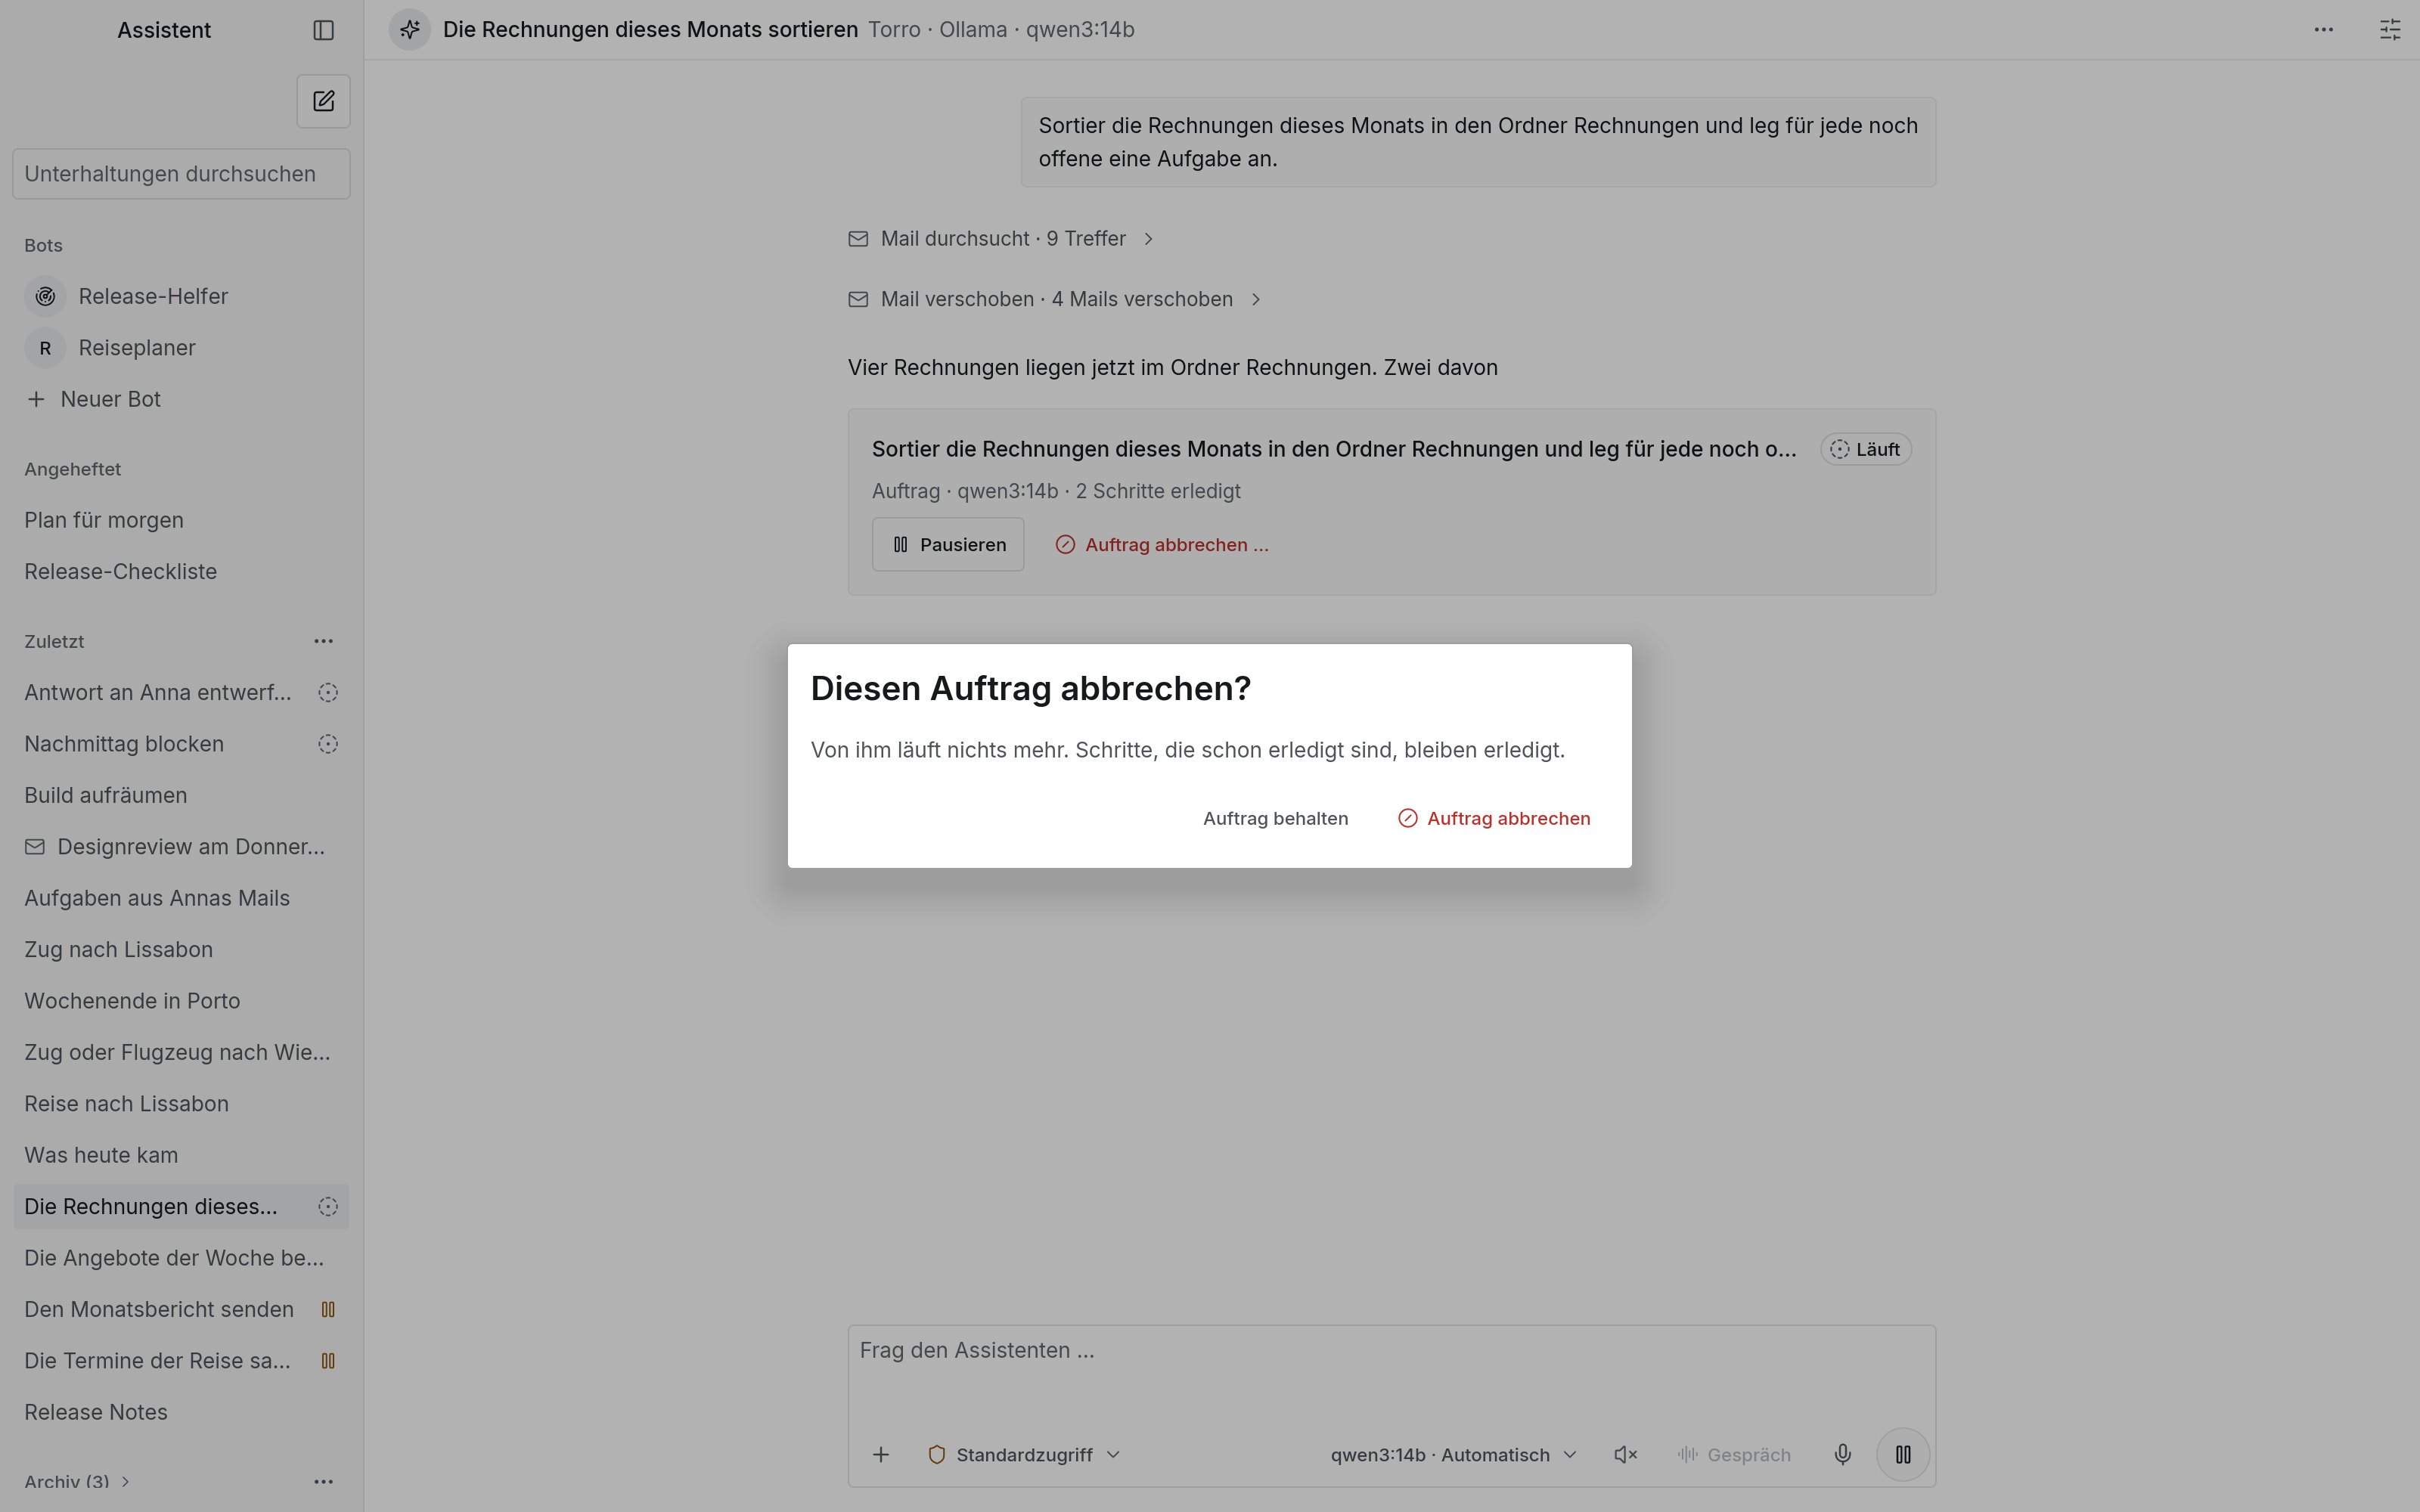 Assistent
Unterhaltungen durchsuchen
Bots
Release-Helfer
R
Reiseplaner
Neuer Bot
Angeheftet
Plan für morgen
Release-Checkliste
Zuletzt
Antwort an Anna entwerf...
Nachmittag blocken
Build aufräumen
Designreview am Donner...
Aufgaben aus Annas Mails
Zug nach Lissabon
Wochenende in Porto
Zug oder Flugzeug nach Wie...
Reise nach Lissabon
Was heute kam
Die Rechnungen dieses...
Die Angebote der Woche be...
Den Monatsbericht senden
Die Termine der Reise sa...
Release Notes
Archiv (3)
Die Rechnungen dieses Monats sortieren Torro · Ollama · qwen3:14b
Sortier die Rechnungen dieses Monats in den Ordner Rechnungen und leg für jede noch
offene eine Aufgabe an.
Mail durchsucht · 9 Treffer
Mail verschoben · 4 Mails verschoben
Vier Rechnungen liegen jetzt im Ordner Rechnungen. Zwei davon
Sortier die Rechnungen dieses Monats in den Ordner Rechnungen und leg für jede noch o... Läuft
Auftrag · qwen3:14b · 2 Schritte erledigt
Pausieren Auftrag abbrechen ...
Diesen Auftrag abbrechen?
Von ihm läuft nichts mehr. Schritte, die schon erledigt sind, bleiben erledigt.
Auftrag behalten Auftrag abbrechen
Frag den Assistenten ...
Standardzugriff qwen3:14b · Automatisch Gespräch